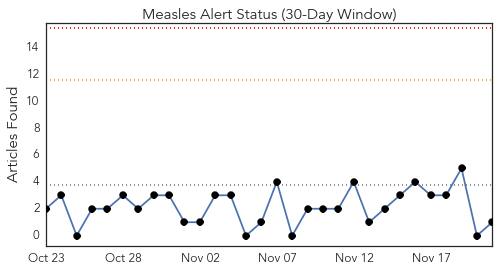 Measles Alert Status (30-Day Window)
Articles Found
14
12
10
8
6
4
2
0
Oct 23 Oct 28 Nov 02 Nov 07 Nov 12 Nov 17